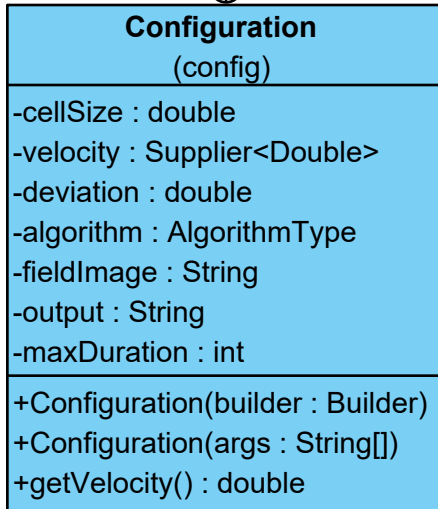 Configuration
(config)
-cellSize : double
-velocity : Supplier<Double>
-deviation : double
-algorithm : AlgorithmType
-fieldImage : String
-output : String
-maxDuration : int
+Configuration(builder : Builder)
+Configuration(args : String[])
+getVelocity() : double